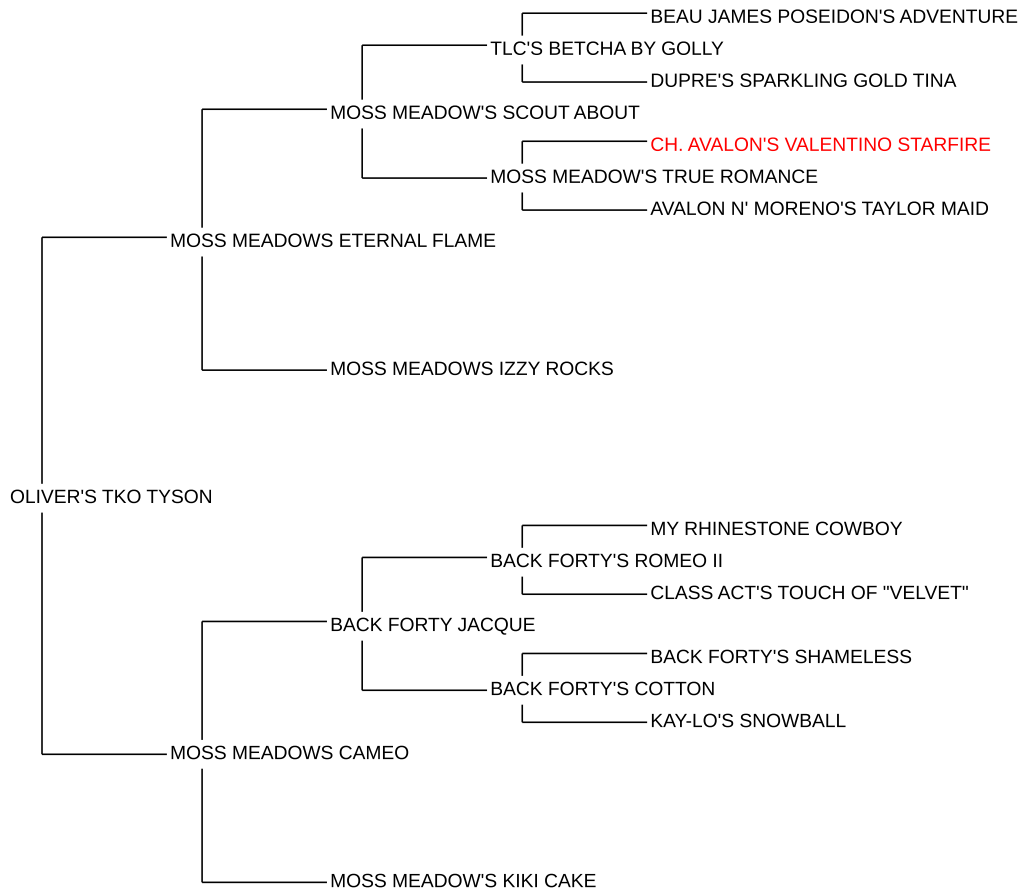 BEAU JAMES POSEIDON'S ADVENTURE
TLC'S BETCHA BY GOLLY
DUPRE'S SPARKLING GOLD TINA
MOSS MEADOW'S SCOUT ABOUT
CH. AVALON'S VALENTINO STARFIRE
MOSS MEADOW'S TRUE ROMANCE
AVALON N' MORENO'S TAYLOR MAID
MOSS MEADOWS ETERNAL FLAME
MOSS MEADOWS IZZY ROCKS
OLIVER'S TKO TYSON
MY RHINESTONE COWBOY
BACK FORTY'S ROMEO II
CLASS ACT'S TOUCH OF "VELVET"
BACK FORTY JACQUE
BACK FORTY'S SHAMELESS
BACK FORTY'S COTTON
KAY-LO'S SNOWBALL
MOSS MEADOWS CAMEO
MOSS MEADOW'S KIKI CAKE